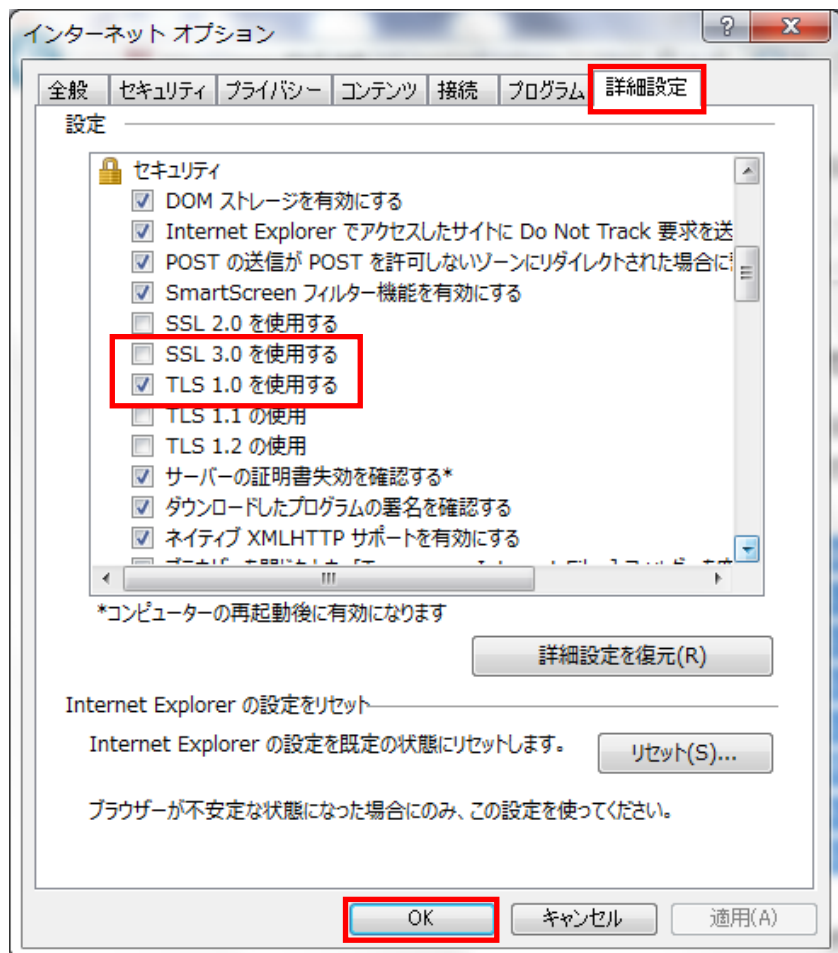 インターネット オプション
全般 セキュリティ プライバシー コンテンツ 接続 プログラム 詳細設定
設定
セキュリティ
DOM ストレージを有効にする
Internet Explorer でアクセスしたサイトに Do Not Track 要求を送
POST の送信が POST を許可しないゾーンにリダイレクトされた場合に
SmartScreen フィルター機能を有効にする
SSL 2.0 を使用する
SSL 3.0 を使用する
TLS 1.0 を使用する
TLS 1.1 の使用
TLS 1.2 の使用
サーバーの証明書失効を確認する*
ダウンロードしたプログラムの署名を確認する
ネイティブ XMLHTTP サポートを有効にする
*コンピューターの再起動後に有効になります
詳細設定を復元(R)
Internet Explorer の設定をリセット
Internet Explorer の設定を既定の状態にリセットします。
リセット(S)...
ブラウザーが不安定な状態になった場合にのみ、この設定を使ってください。
OK キャンセル 適用(A)